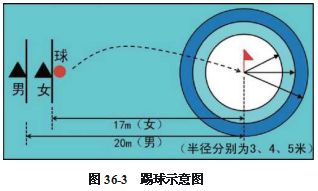 球
男 女
17m（女）
20m（男）
（半径分别为3、4、5米）
图 36-3 踢球示意图